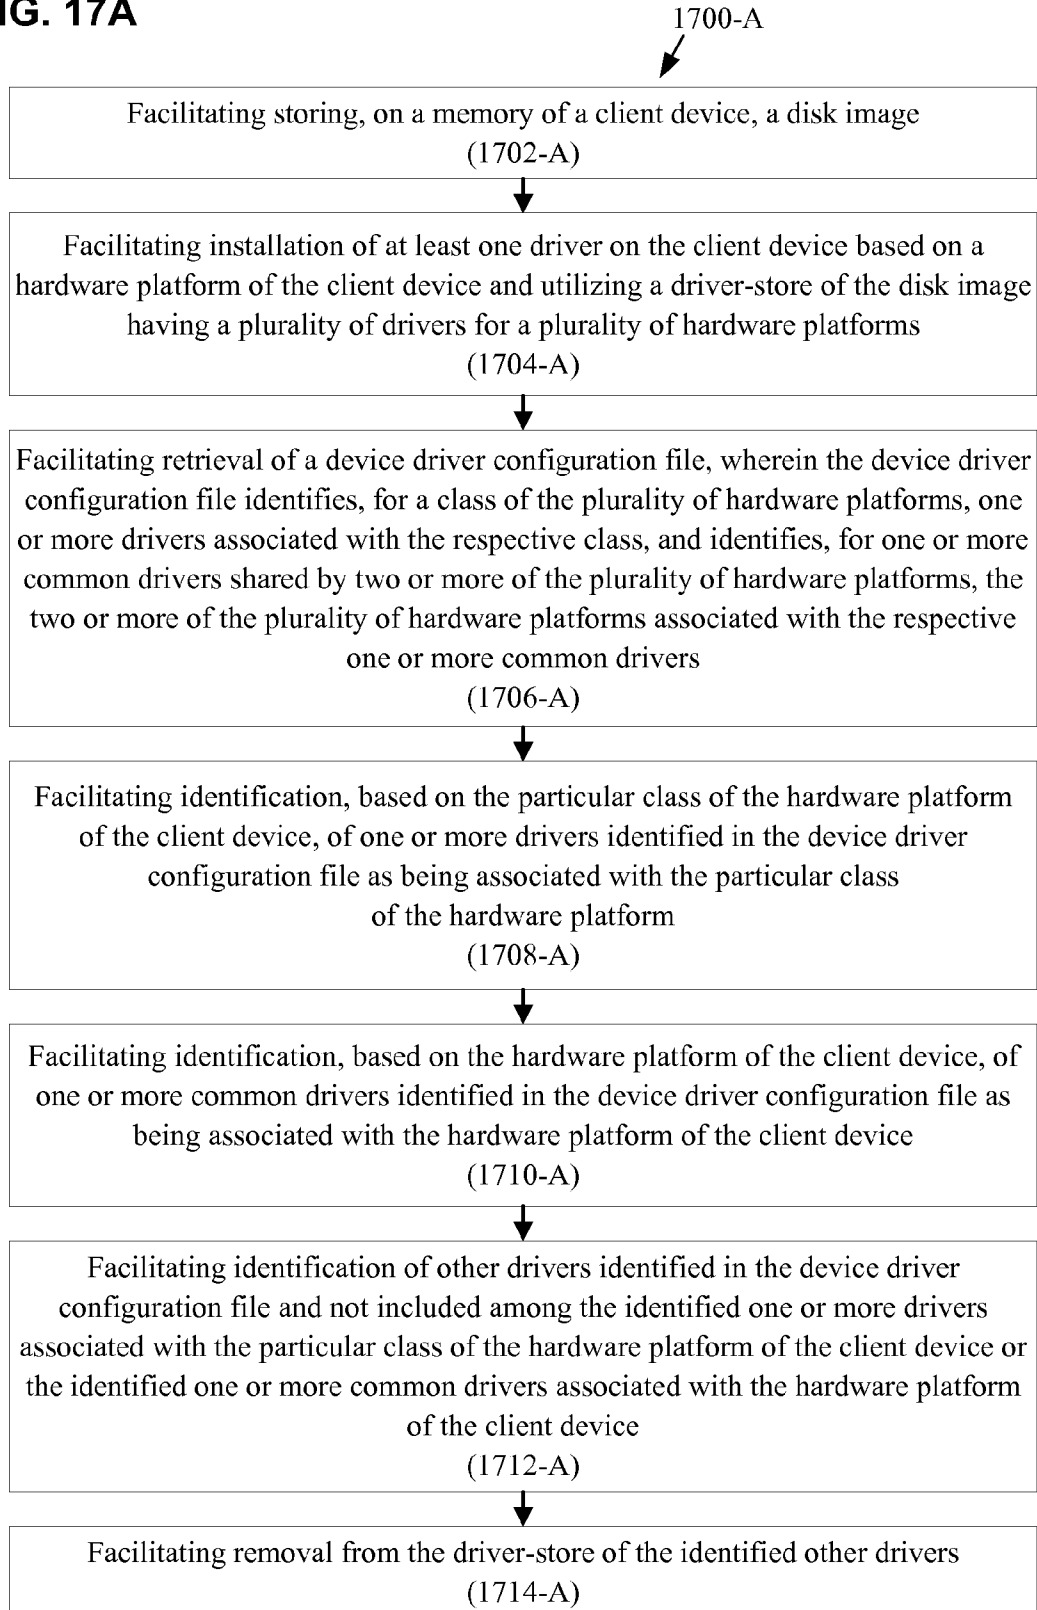 IG. 17A
1700-A
Facilitating storing, on a memory of a client device, a disk image
(1702-A)
Facilitating installation of at least one driver on the client device based on a
hardware platform of the client device and utilizing a driver-store of the disk image
having a plurality of drivers for a plurality of hardware platforms
(1704-A)
Facilitating retrieval of a device driver configuration file, wherein the device driver
configuration file identifies, for a class of the plurality of hardware platforms, one
or more drivers associated with the respective class, and identifies, for one or more
common drivers shared by two or more of the plurality of hardware platforms, the
two or more of the plurality of hardware platforms associated with the respective
one or more common drivers
(1706-A)
Facilitating identification, based on the particular class of the hardware platform
of the client device, of one or more drivers identified in the device driver
configuration file as being associated with the particular class
of the hardware platform
(1708-A)
Facilitating identification, based on the hardware platform of the client device, of
one or more common drivers identified in the device driver configuration file as
being associated with the hardware platform of the client device
(1710-A)
Facilitating identification of other drivers identified in the device driver
configuration file and not included among the identified one or more drivers
associated with the particular class of the hardware platform of the client device or
the identified one or more common drivers associated with the hardware platform
of the client device
(1712-A)
Facilitating removal from the driver-store of the identified other drivers
(1714-A)